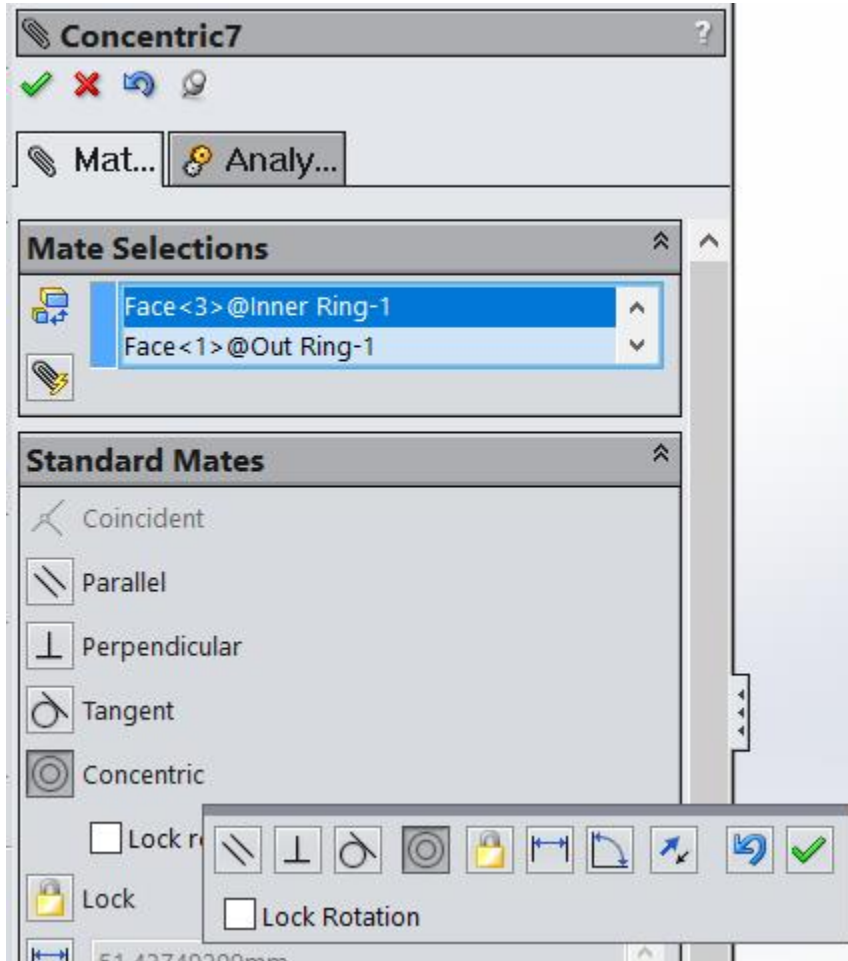 Concentric7
?
Mat... Analy...
Mate Selections
Face<3>@Inner Ring-1
Face<1>@Out Ring-1
Standard Mates
Coincident
Parallel
Perpendicular
Tangent
Concentric
Lock
Lock Rotation
Lock